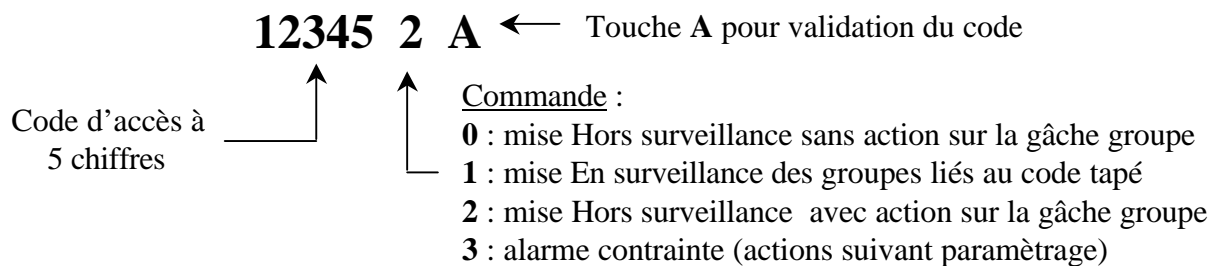 12345 2 A Touche A pour validation du code
Code d’accès à
5 chiffres
Commande :
0 : mise Hors surveillance sans action sur la gâche groupe
1 : mise En surveillance des groupes liés au code tapé
2 : mise Hors surveillance avec action sur la gâche groupe
3 : alarme contrainte (actions suivant paramètrage)